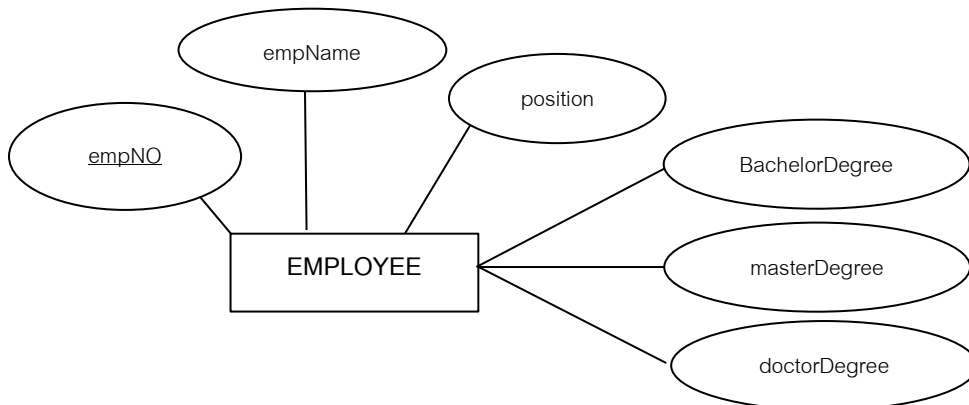 empName
position
empNO
BachelorDegree
EMPLOYEE
masterDegree
doctorDegree